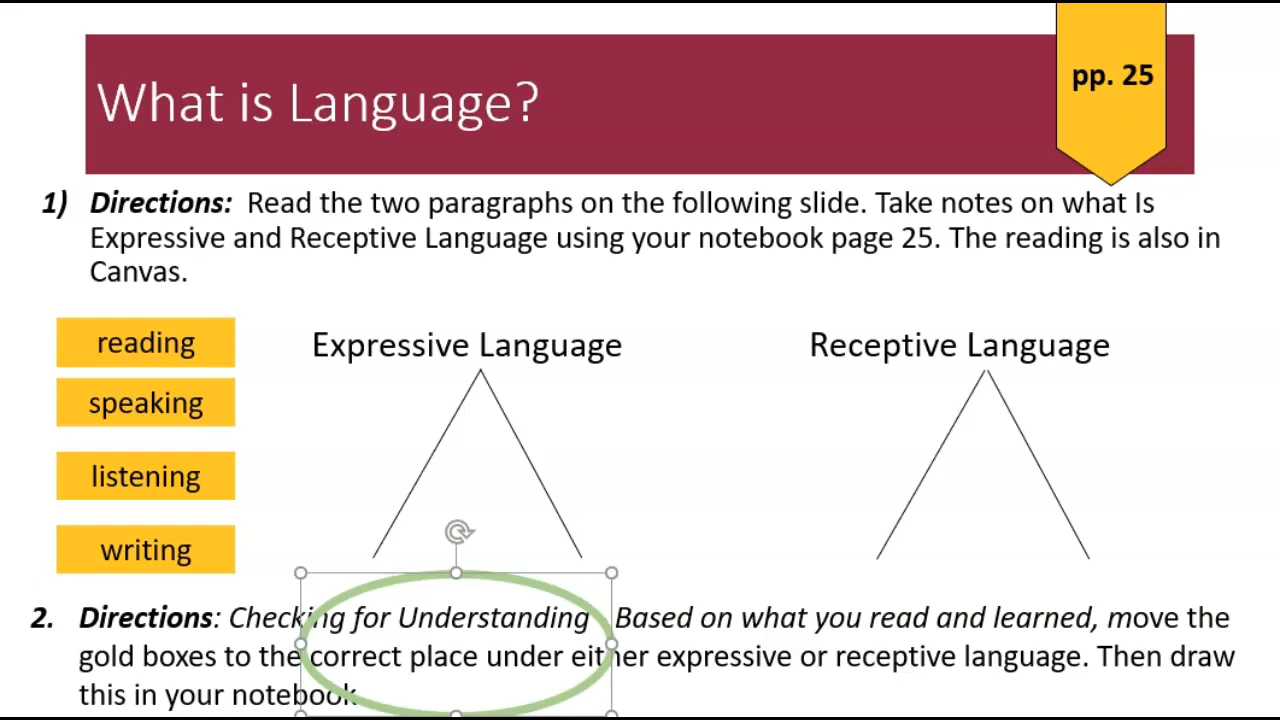 What is Language?
pp. 25
1) Directions: Read the two paragraphs on the following slide. Take notes on what Is
Expressive and Receptive Language using your notebook page 25. The reading is also in
Canvas.
reading
speaking
listening
writing
Expressive Language
Receptive Language
2. Directions: Checking for Understanding Based on what you read and learned, move the
gold boxes to the correct place under either expressive or receptive language. Then draw
this in your notebook.